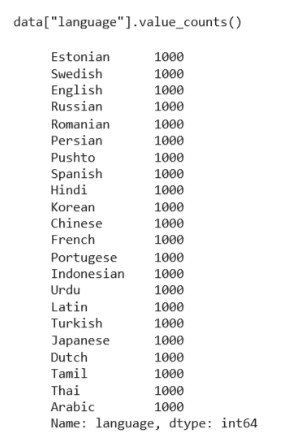 data["language"].value_counts()
Estonian 1000
Swedish 1000
English 1000
Russian 1000
Romanian 1000
Persian 1000
Pushto 1000
Spanish 1000
Hindi 1000
Korean 1000
Chinese 1000
French 1000
Portugese 1000
Indonesian 1000
Urdu 1000
Latin 1000
Turkish 1000
Japanese 1000
Dutch 1000
Tamil 1000
Thai 1000
Arabic 1000
Name: language, dtype: int64